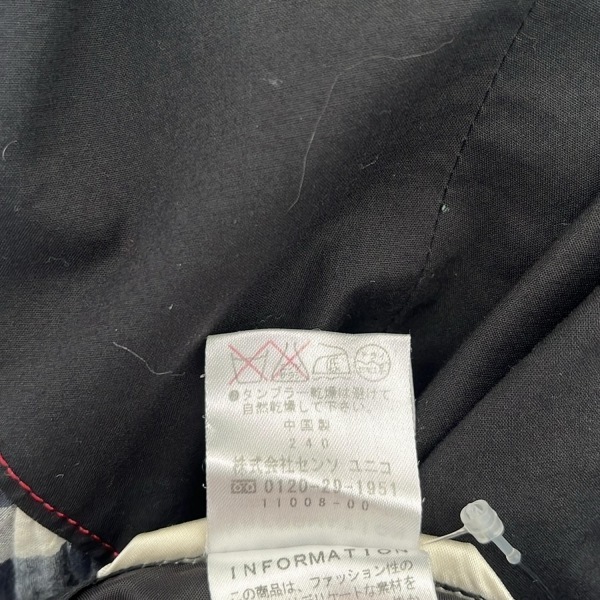 タンブラー乾燥は避けて、
自然乾燥して下さい。
中国製
240
株式会社センソ ユニコ
0120-29-1951
11008-00
INFORMATION
この商品は、ファッション性の